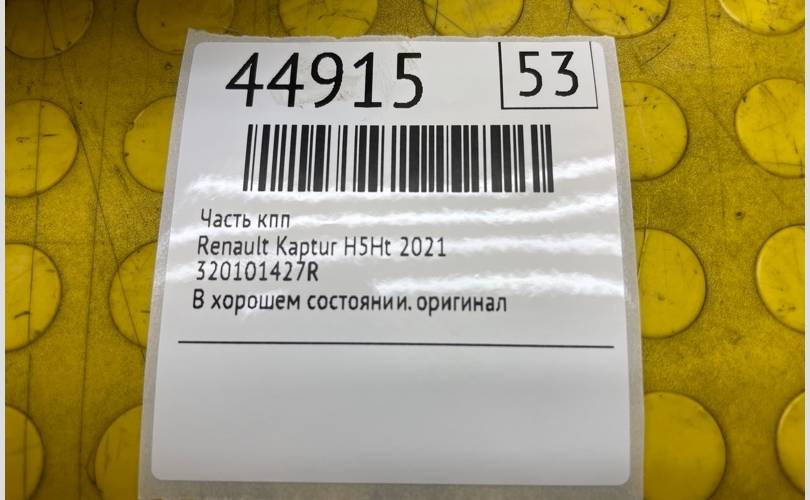 44915
53
Часть кпп
Renault Kaptur H5Ht 2021
320101427R
В хорошем состоянии. оригинал